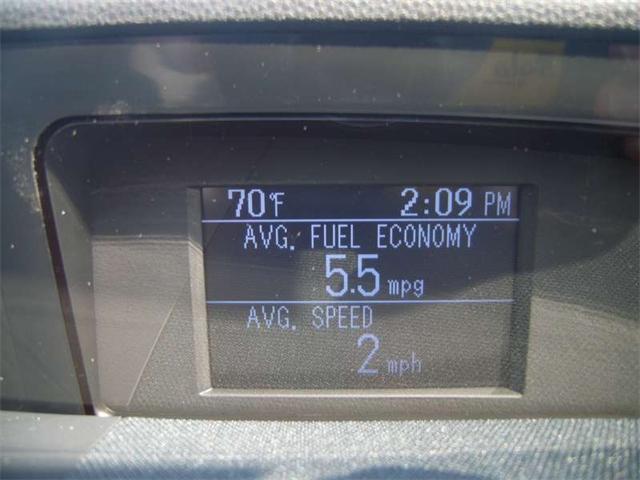 70°F 2:09 PM
AVG. FUEL ECONOMY
5.5 mpg
AVG. SPEED
2 mph